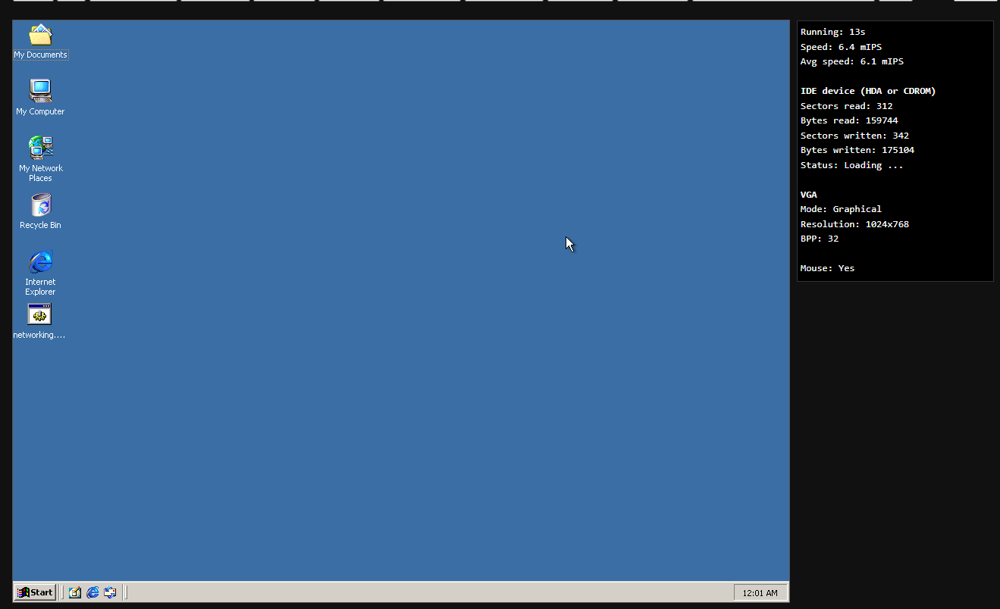 My Documents
My Computer
My Network
Places
Recycle Bin
Internet
Explorer
networking....
Start
12:01 AM
Running: 13s
Speed: 6.4 mIPS
Avg speed: 6.1 mIPS
IDE device (HDA or CDROM)
Sectors read: 312
Bytes read: 159744
Sectors written: 342
Bytes written: 175104
Status: Loading ...
VGA
Mode: Graphical
Resolution: 1024x768
BPP: 32
Mouse: Yes